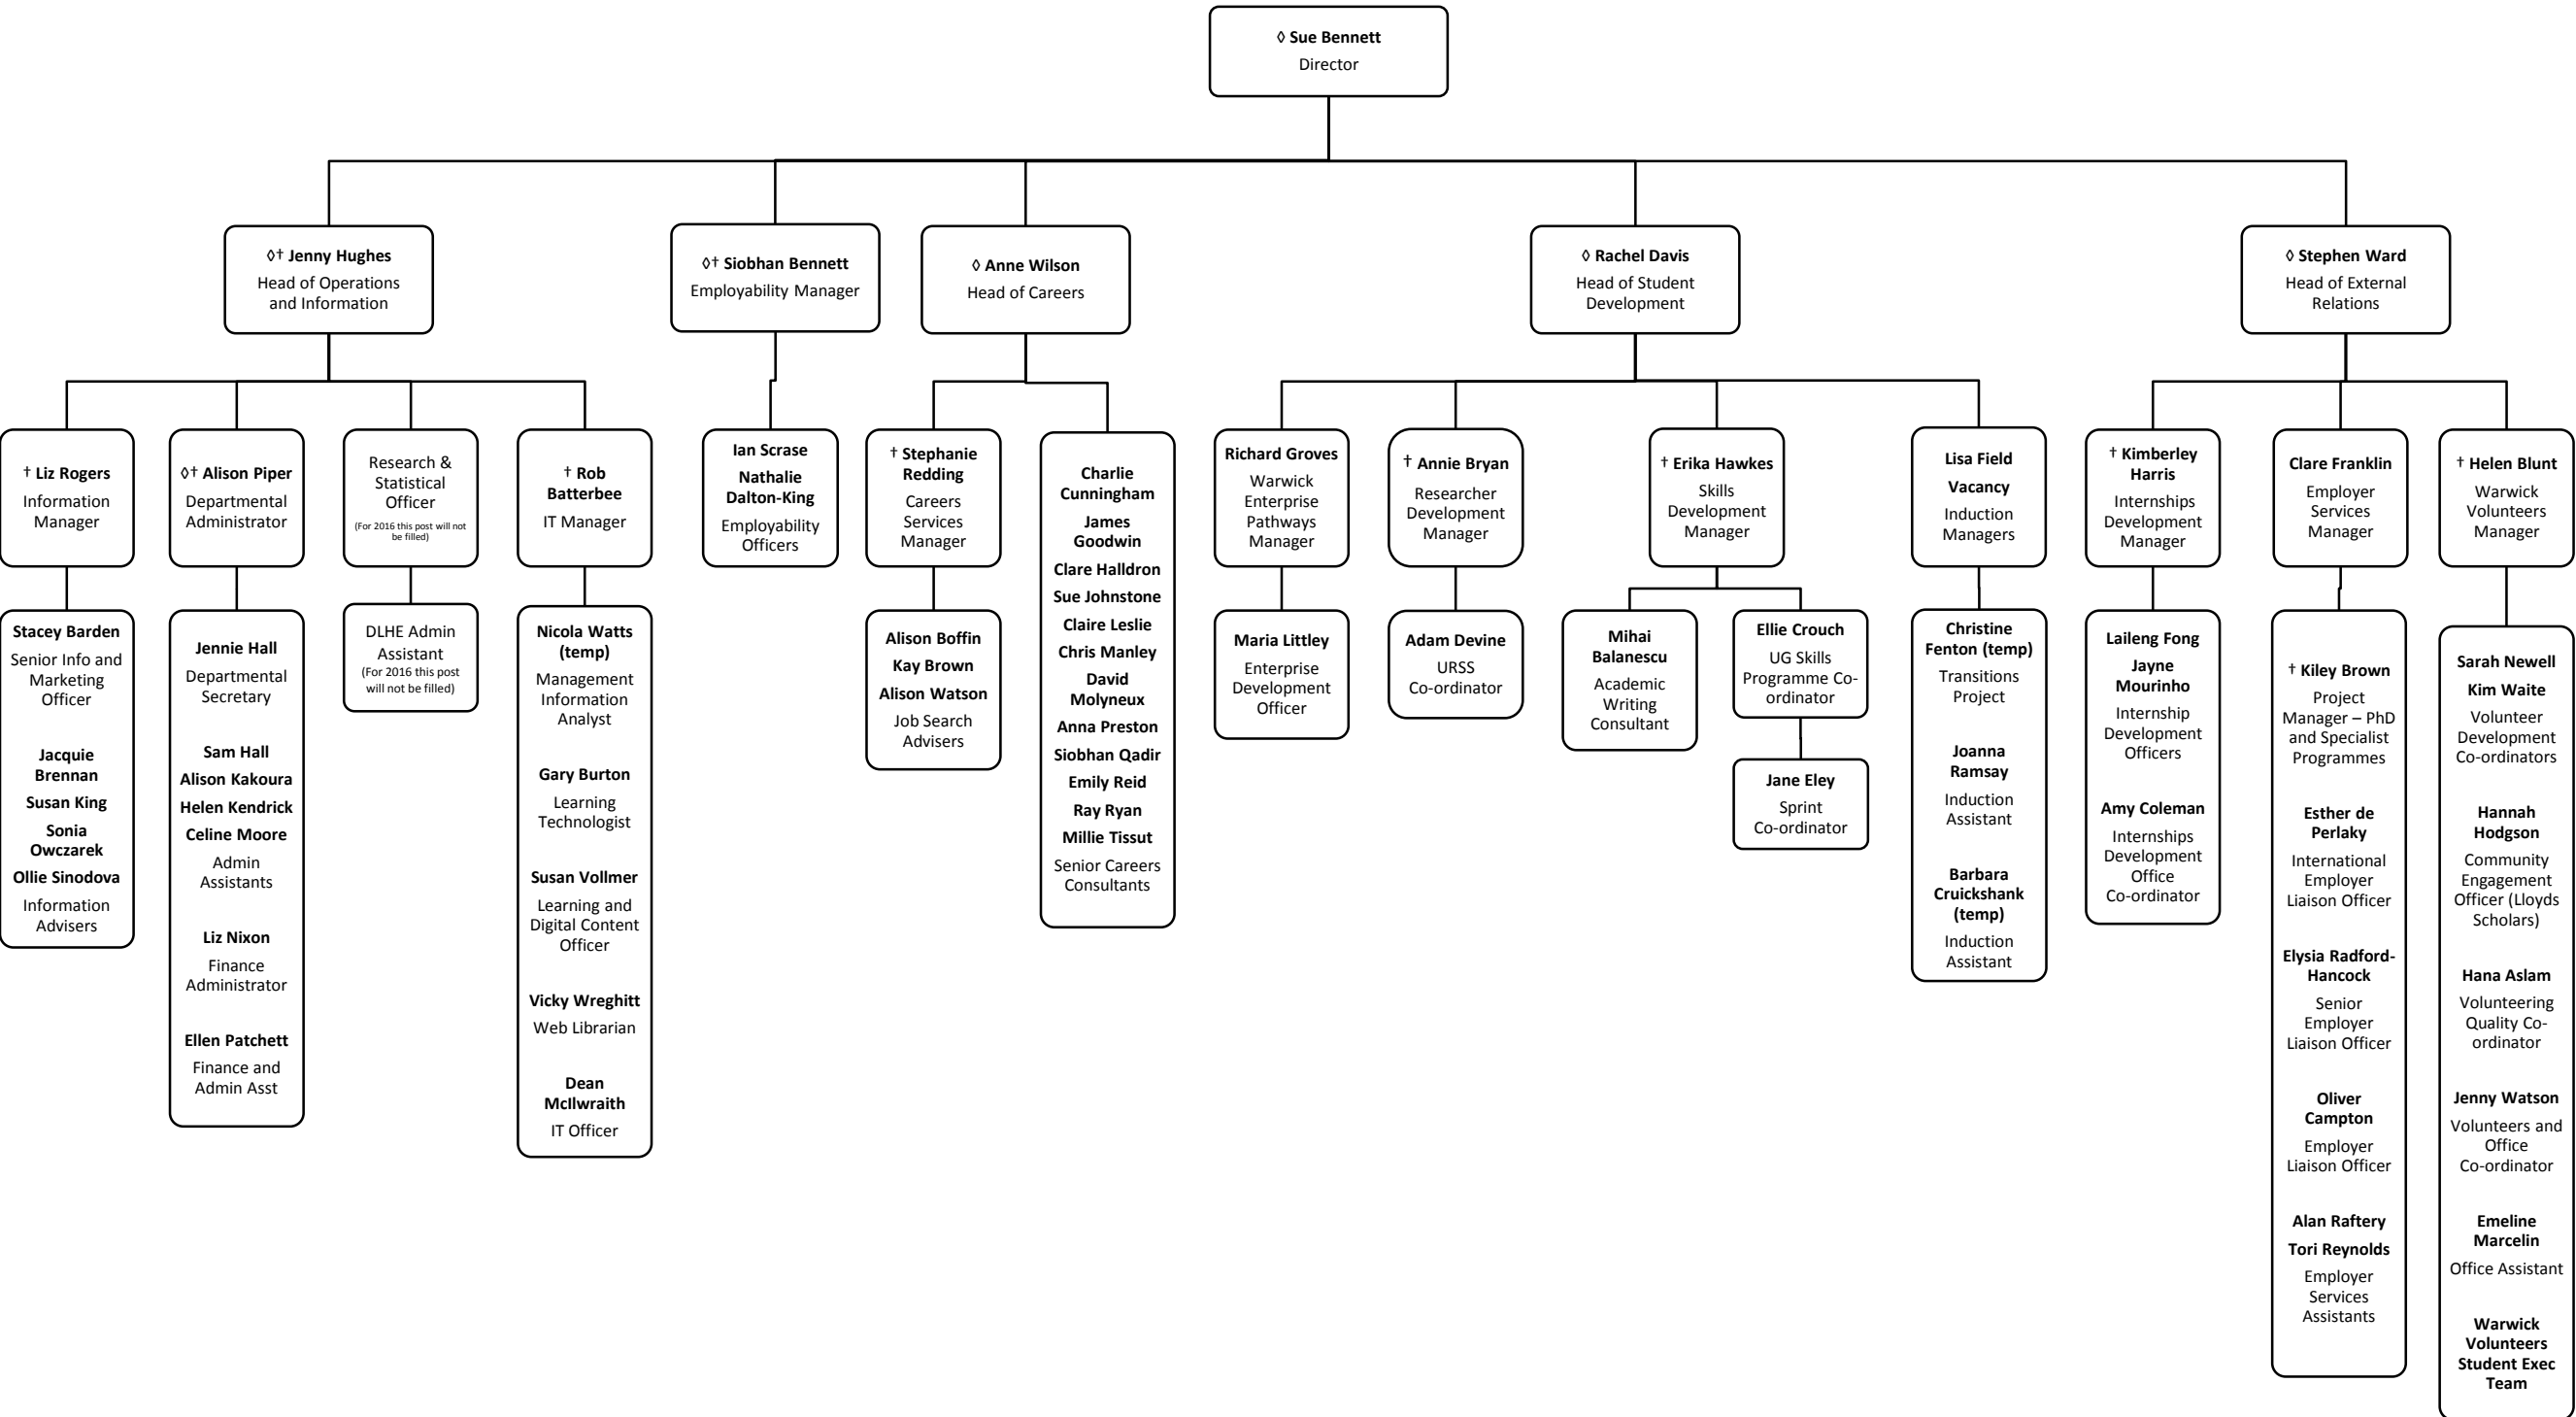 ◊ Sue Bennett
Director
◊† Jenny Hughes
Head of Operations
and Information
◊† Siobhan Bennett
Employability Manager
◊ Anne Wilson
Head of Careers
◊ Rachel Davis
Head of Student
Development
◊ Stephen Ward
Head of External
Relations
† Liz Rogers
Information
Manager
◊† Alison Piper
Departmental
Administrator
Research &
Statistical
Officer
(For 2016 this post will not
be filled)
† Rob
Batterbee
IT Manager
Ian Scrase
Nathalie
Dalton-King
Employability
Officers
† Stephanie
Redding
Careers
Services
Manager
Charlie
Cunningham
James
Goodwin
Clare Halldron
Sue Johnstone
Claire Leslie
Chris Manley
David
Molyneux
Anna Preston
Siobhan Qadir
Emily Reid
Ray Ryan
Millie Tissut
Senior Careers
Consultants
Richard Groves
Warwick
Enterprise
Pathways
Manager
† Annie Bryan
Researcher
Development
Manager
† Erika Hawkes
Skills
Development
Manager
Lisa Field
Vacancy
Induction
Managers
† Kimberley
Harris
Internships
Development
Manager
Clare Franklin
Employer
Services
Manager
† Helen Blunt
Warwick
Volunteers
Manager
Stacey Barden
Senior Info and
Marketing
Officer
Jacquie
Brennan
Susan King
Sonia
Owczarek
Ollie Sinodova
Information
Advisers
Jennie Hall
Departmental
Secretary
Sam Hall
Alison Kakoura
Helen Kendrick
Celine Moore
Admin
Assistants
Liz Nixon
Finance
Administrator
Ellen Patchett
Finance and
Admin Asst
DLHE Admin
Assistant
(For 2016 this post
will not be filled)
Nicola Watts
(temp)
Management
Information
Analyst
Gary Burton
Learning
Technologist
Susan Vollmer
Learning and
Digital Content
Officer
Vicky Wreghitt
Web Librarian
Dean
McIlwraith
IT Officer
Alison Boffin
Kay Brown
Alison Watson
Job Search
Advisers
Maria Littley
Enterprise
Development
Officer
Adam Devine
URSS
Co-ordinator
Mihai
Balanescu
Academic
Writing
Consultant
Ellie Crouch
UG Skills
Programme Co-
ordinator
Jane Eley
Sprint
Co-ordinator
Christine
Fenton (temp)
Transitions
Project
Joanna
Ramsay
Induction
Assistant
Barbara
Cruickshank
(temp)
Induction
Assistant
Laileng Fong
Jayne
Mourinho
Internship
Development
Officers
Amy Coleman
Internships
Development
Office
Co-ordinator
† Kiley Brown
Project
Manager – PhD
and Specialist
Programmes
Esther de
Perlaky
International
Employer
Liaison Officer
Elysia Radford-
Hancock
Senior
Employer
Liaison Officer
Oliver
Campton
Employer
Liaison Officer
Alan Raftery
Tori Reynolds
Employer
Services
Assistants
Sarah Newell
Kim Waite
Volunteer
Development
Co-ordinators
Hannah
Hodgson
Community
Engagement
Officer (Lloyds
Scholars)
Hana Aslam
Volunteering
Quality Co-
ordinator
Jenny Watson
Volunteers and
Office
Co-ordinator
Emeline
Marcelin
Office Assistant
Warwick
Volunteers
Student Exec
Team